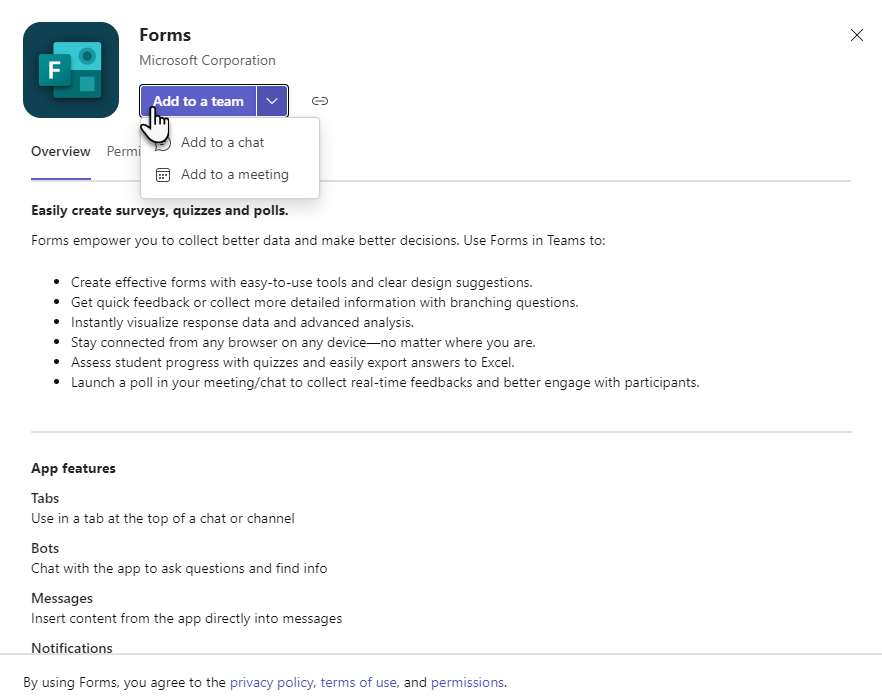 Forms
Microsoft Corporation
F
Add to a team
Add to a chat
Add to a meeting
Overview
Permi
Easily create surveys, quizzes and polls.
Forms empower you to collect better data and make better decisions. Use Forms in Teams to:
• Create effective forms with easy-to-use tools and clear design suggestions.
• Get quick feedback or collect more detailed information with branching questions.
• Instantly visualize response data and advanced analysis.
• Stay connected from any browser on any device—no matter where you are.
• Assess student progress with quizzes and easily export answers to Excel.
• Launch a poll in your meeting/chat to collect real-time feedbacks and better engage with participants.
App features
Tabs
Use in a tab at the top of a chat or channel
Bots
Chat with the app to ask questions and find info
Messages
Insert content from the app directly into messages
Notifications
By using Forms, you agree to the privacy policy, terms of use, and permissions.